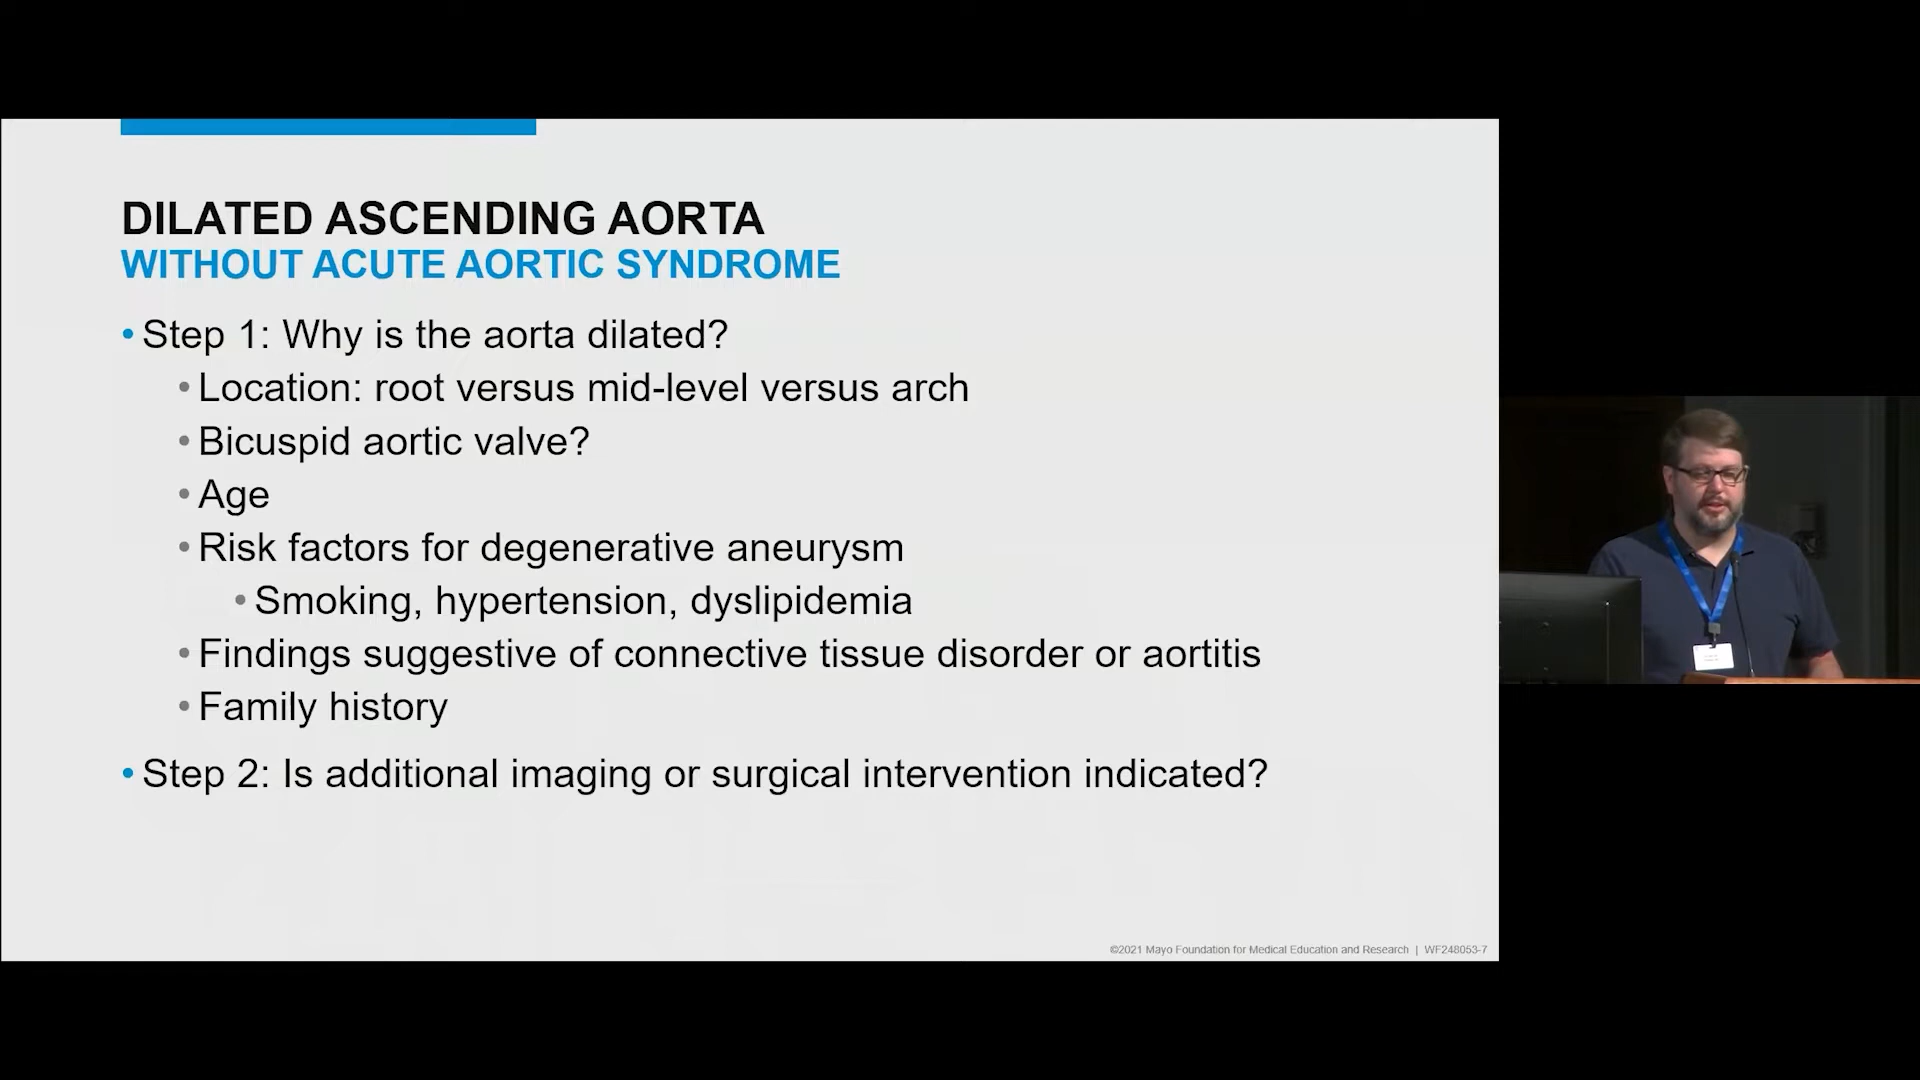 DILATED ASCENDING AORTA
WITHOUT ACUTE AORTIC SYNDROME
• Step 1: Why is the aorta dilated?
• Location: root versus mid-level versus arch
• Bicuspid aortic valve?
• Age
• Risk factors for degenerative aneurysm
• Smoking, hypertension, dyslipidemia
• Findings suggestive of connective tissue disorder or aortitis
• Family history
• Step 2: Is additional imaging or surgical intervention indicated?
©2021 Mayo Foundation for Medical Education and Research | WF248053-7